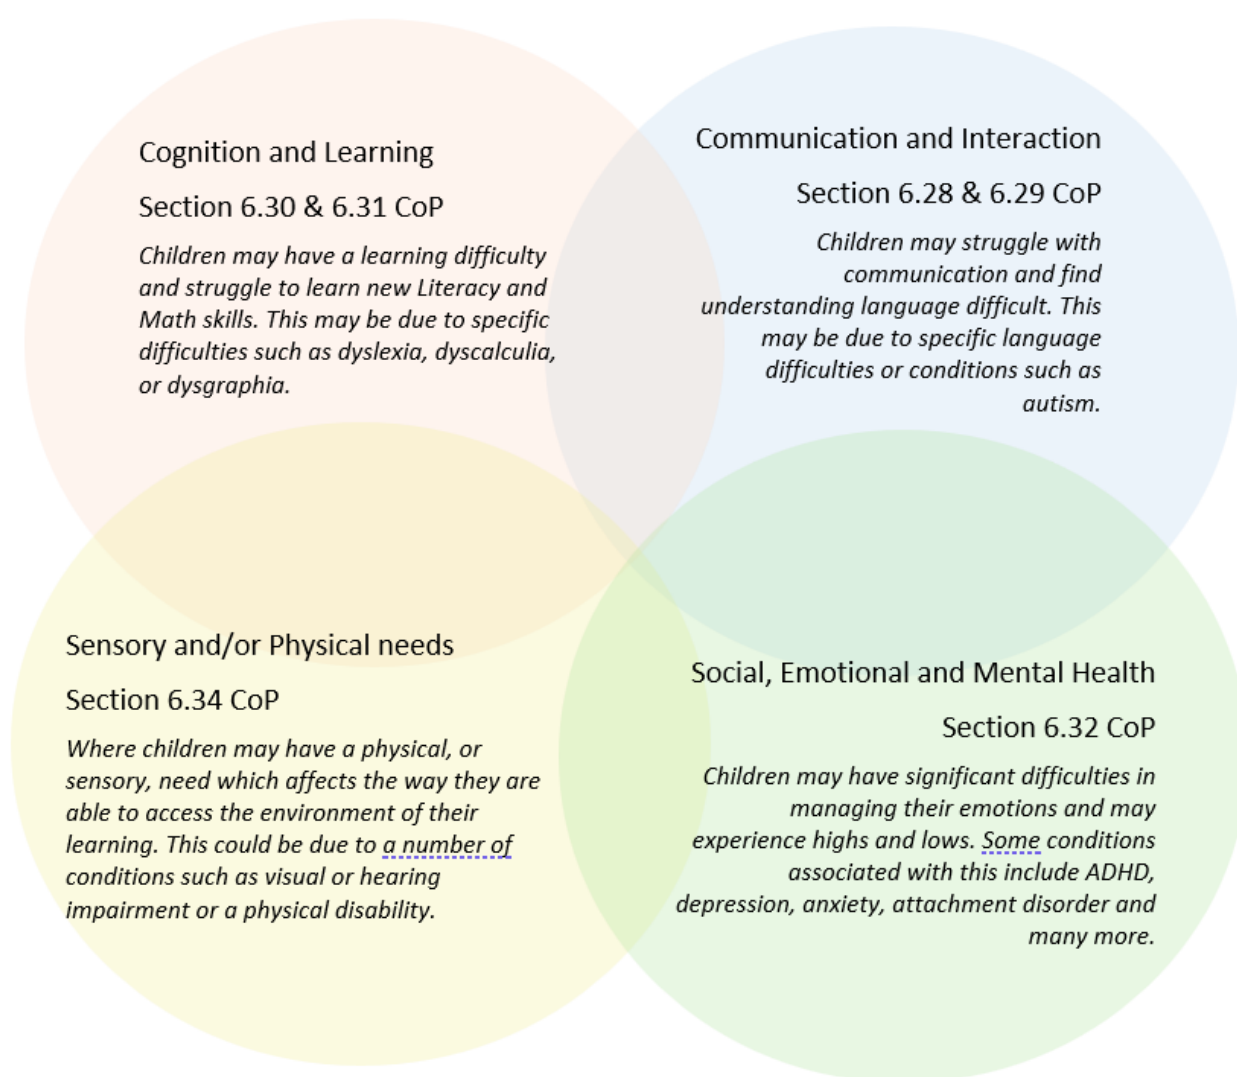 Cognition and Learning
Section 6.30 & 6.31 CoP
Children may have a learning difficulty
and struggle to learn new Literacy and
Math skills. This may be due to specific
difficulties such as dyslexia, dyscalculia,
or dysgraphia.
Communication and Interaction
Section 6.28 & 6.29 CoP
Children may struggle with
communication and find
understanding language difficult. This
may be due to specific language
difficulties or conditions such as
autism.
Sensory and/or Physical needs
Section 6.34 CoP
Where children may have a physical, or
sensory, need which affects the way they are
able to access the environment of their
learning. This could be due to a number of
conditions such as visual or hearing
impairment or a physical disability.
Social, Emotional and Mental Health
Section 6.32 CoP
Children may have significant difficulties in
managing their emotions and may
experience highs and lows. Some conditions
associated with this include ADHD,
depression, anxiety, attachment disorder and
many more.